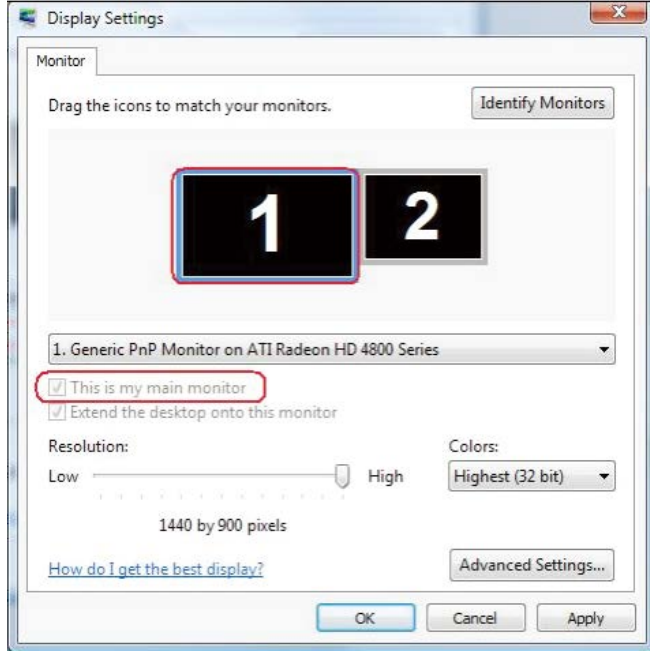 Display Settings
Monitor
Drag the icons to match your monitors.
Identify Monitors
1
2
1. Generic PnP Monitor on ATI Radeon HD 4800 Series
This is my main monitor
Extend the desktop onto this monitor
Resolution:
Colors:
Low
High
Highest (32 bit)
1440 by 900 pixels
How do I get the best display?
Advanced Settings...
OK
Cancel
Apply